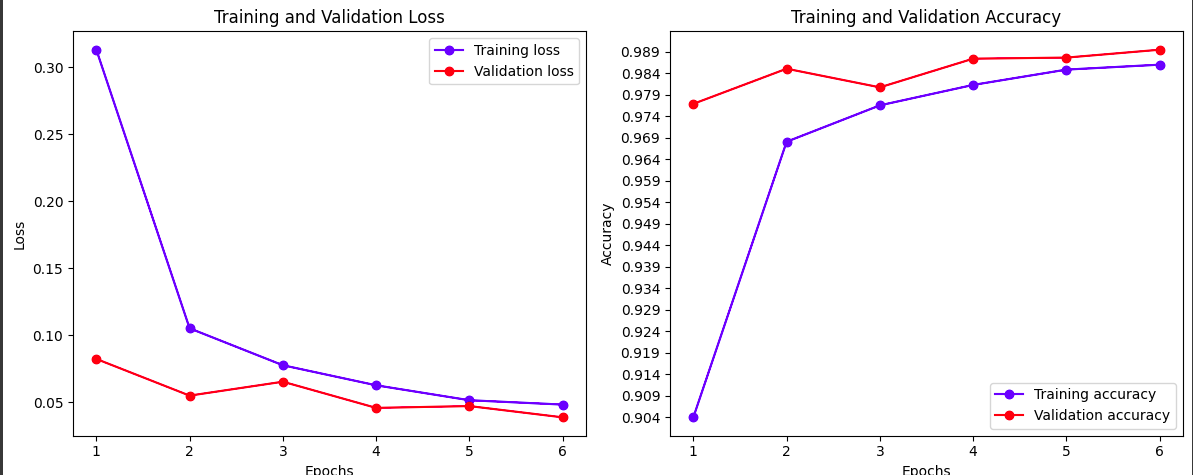 Training and Validation Loss
Training loss
Validation loss
0.30
0.25
0.20
0.15
0.10
0.05
Loss
1 2 3 4 5 6
Epochs
Training and Validation Accuracy
0.989
0.984
0.979
0.974
0.969
0.964
0.959
0.954
0.949
0.944
0.939
0.934
0.929
0.924
0.919
0.914
0.909
0.904
Accuracy
Training accuracy
Validation accuracy
1 2 3 4 5 6
Epochs